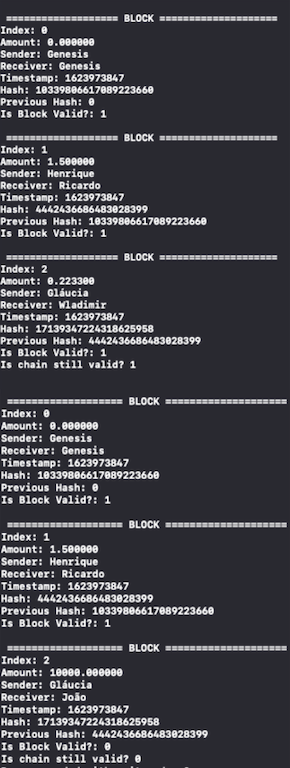 =================== BLOCK ===================
Index: 0
Amount: 0.000000
Sender: Genesis
Receiver: Genesis
Timestamp: 1623973847
Hash: 10339806617089223660
Previous Hash: 0
Is Block Valid?: 1
=================== BLOCK ===================
Index: 1
Amount: 1.500000
Sender: Henrique
Receiver: Ricardo
Timestamp: 1623973847
Hash: 4442436686483028399
Previous Hash: 10339806617089223660
Is Block Valid?: 1
=================== BLOCK ===================
Index: 2
Amount: 0.223300
Sender: Gláucia
Receiver: Wladimir
Timestamp: 1623973847
Hash: 17139347224318625958
Previous Hash: 4442436686483028399
Is Block Valid?: 1
Is chain still valid? 1
=================== BLOCK ===================
Index: 0
Amount: 0.000000
Sender: Genesis
Receiver: Genesis
Timestamp: 1623973847
Hash: 10339806617089223660
Previous Hash: 0
Is Block Valid?: 1
=================== BLOCK ===================
Index: 1
Amount: 1.500000
Sender: Henrique
Receiver: Ricardo
Timestamp: 1623973847
Hash: 4442436686483028399
Previous Hash: 10339806617089223660
Is Block Valid?: 1
=================== BLOCK ===================
Index: 2
Amount: 10000.000000
Sender: Gláucia
Receiver: João
Timestamp: 1623973847
Hash: 17139347224318625958
Previous Hash: 4442436686483028399
Is Block Valid?: 0
Is chain still valid? 0